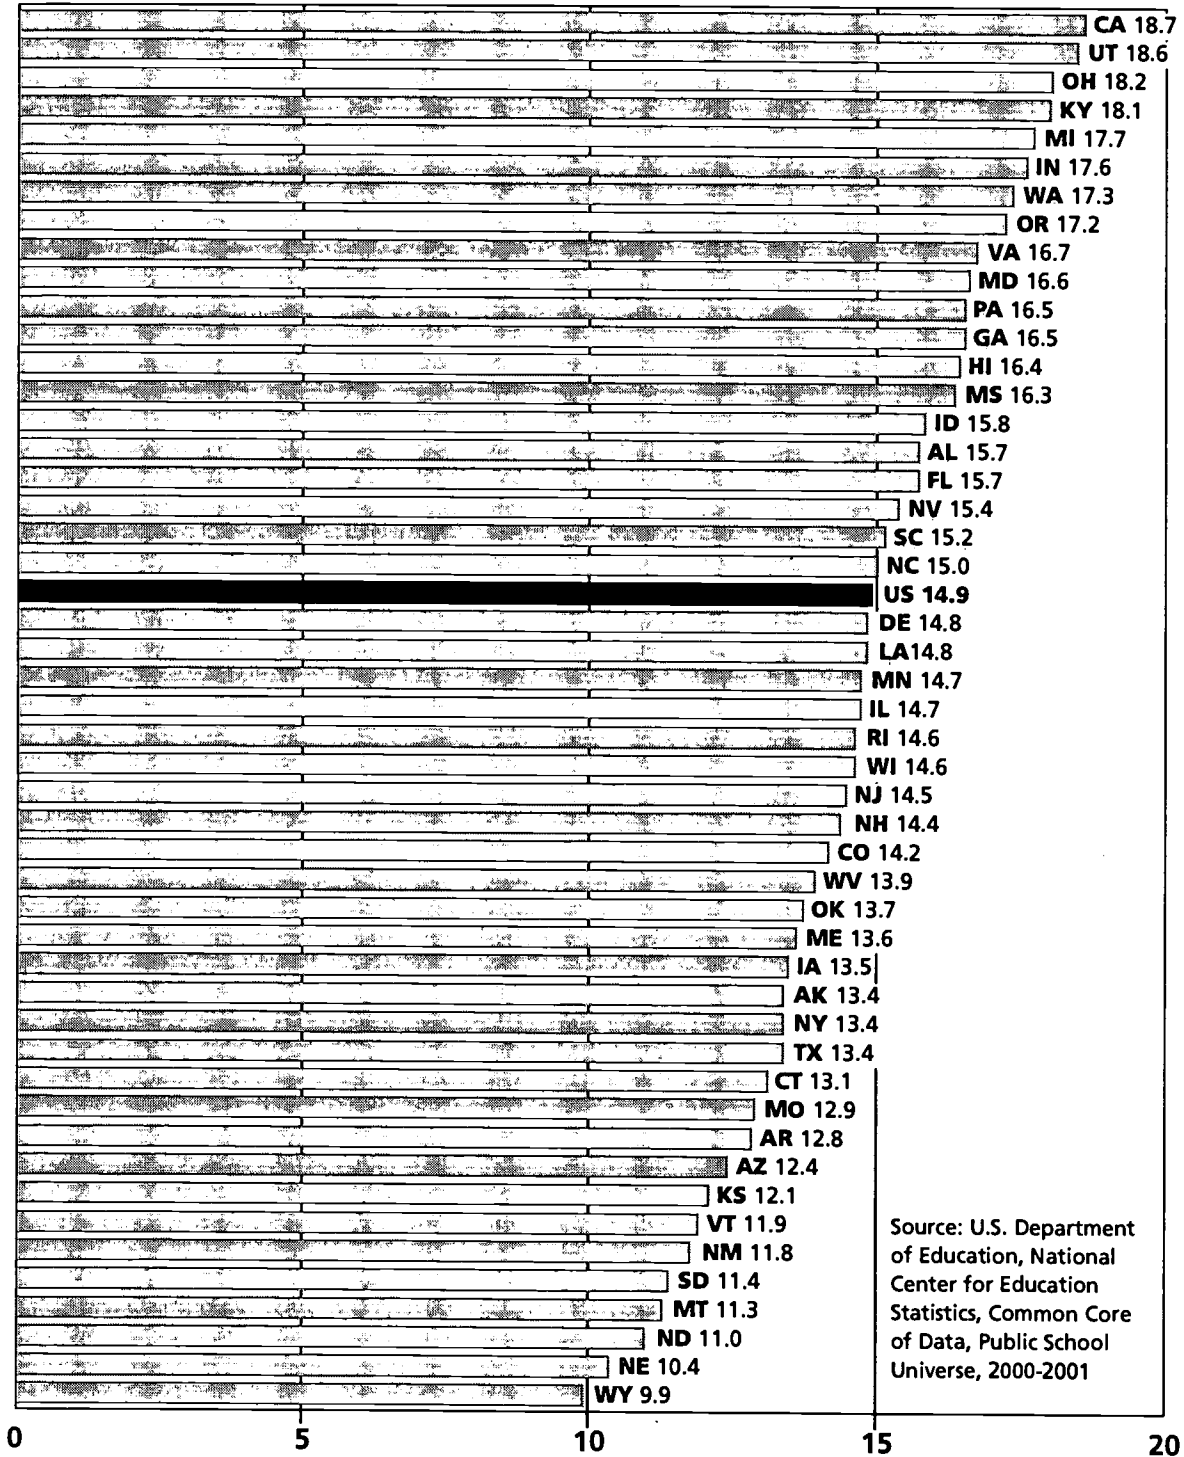 CA 18.7
UT 18.6
OH 18.2
KY 18.1
MI 17.7
IN 17.6
WA 17.3
OR 17.2
VA 16.7
MD 16.6
PA 16.5
GA 16.5
HI 16.4
MS 16.3
ID 15.8
AL 15.7
FL 15.7
NV 15.4
SC 15.2
NC 15.0
US 14.9
DE 14.8
LA14.8
MN 14.7
IL 14.7
RI 14.6
WI 14.6
NJ 14.5
NH 14.4
CO 14.2
WV 13.9
OK 13.7
ME 13.6
IA 13.5
AK 13.4
NY 13.4
TX 13.4
CT 13.1
MO 12.9
AR 12.8
AZ 12.4
KS 12.1
VT 11.9
NM 11.8
SD 11.4
MT 11.3
ND 11.0
NE 10.4
WY 9.9
Source: U.S. Department
of Education, National
Center for Education
Statistics, Common Core
of Data, Public School
Universe, 2000-2001
0 5 10 15 20